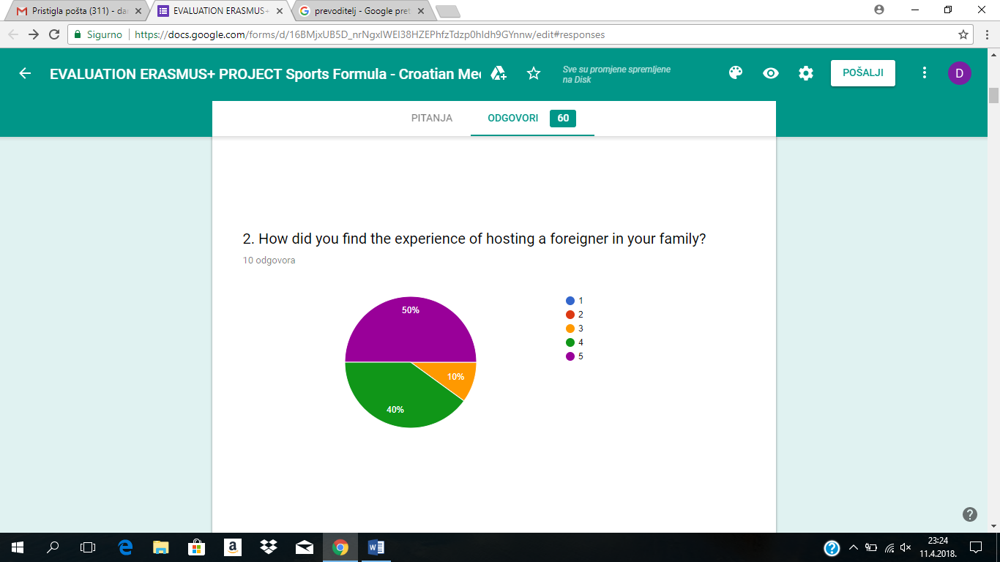 Pristigla pošta (311) - da
EVALUATION ERASMUS+
prevoditelj - Google pret
Sigurno
https://docs.google.com/forms/d/16BMjxUB5D_nrNgxlWEl38HZEPhfzTdzp0hIdh9GYnnw/edit#responses
EVALUATION ERASMUS+ PROJECT Sports Formula - Croatian Mee
Sve su promjene spremljene
na Disk
POŠALJI
D
PITANJA
ODGOVORI
60
2. How did you find the experience of hosting a foreigner in your family?
10 odgovora
50%
10%
40%
1
2
3
4
5
23:24
11.4.2018.